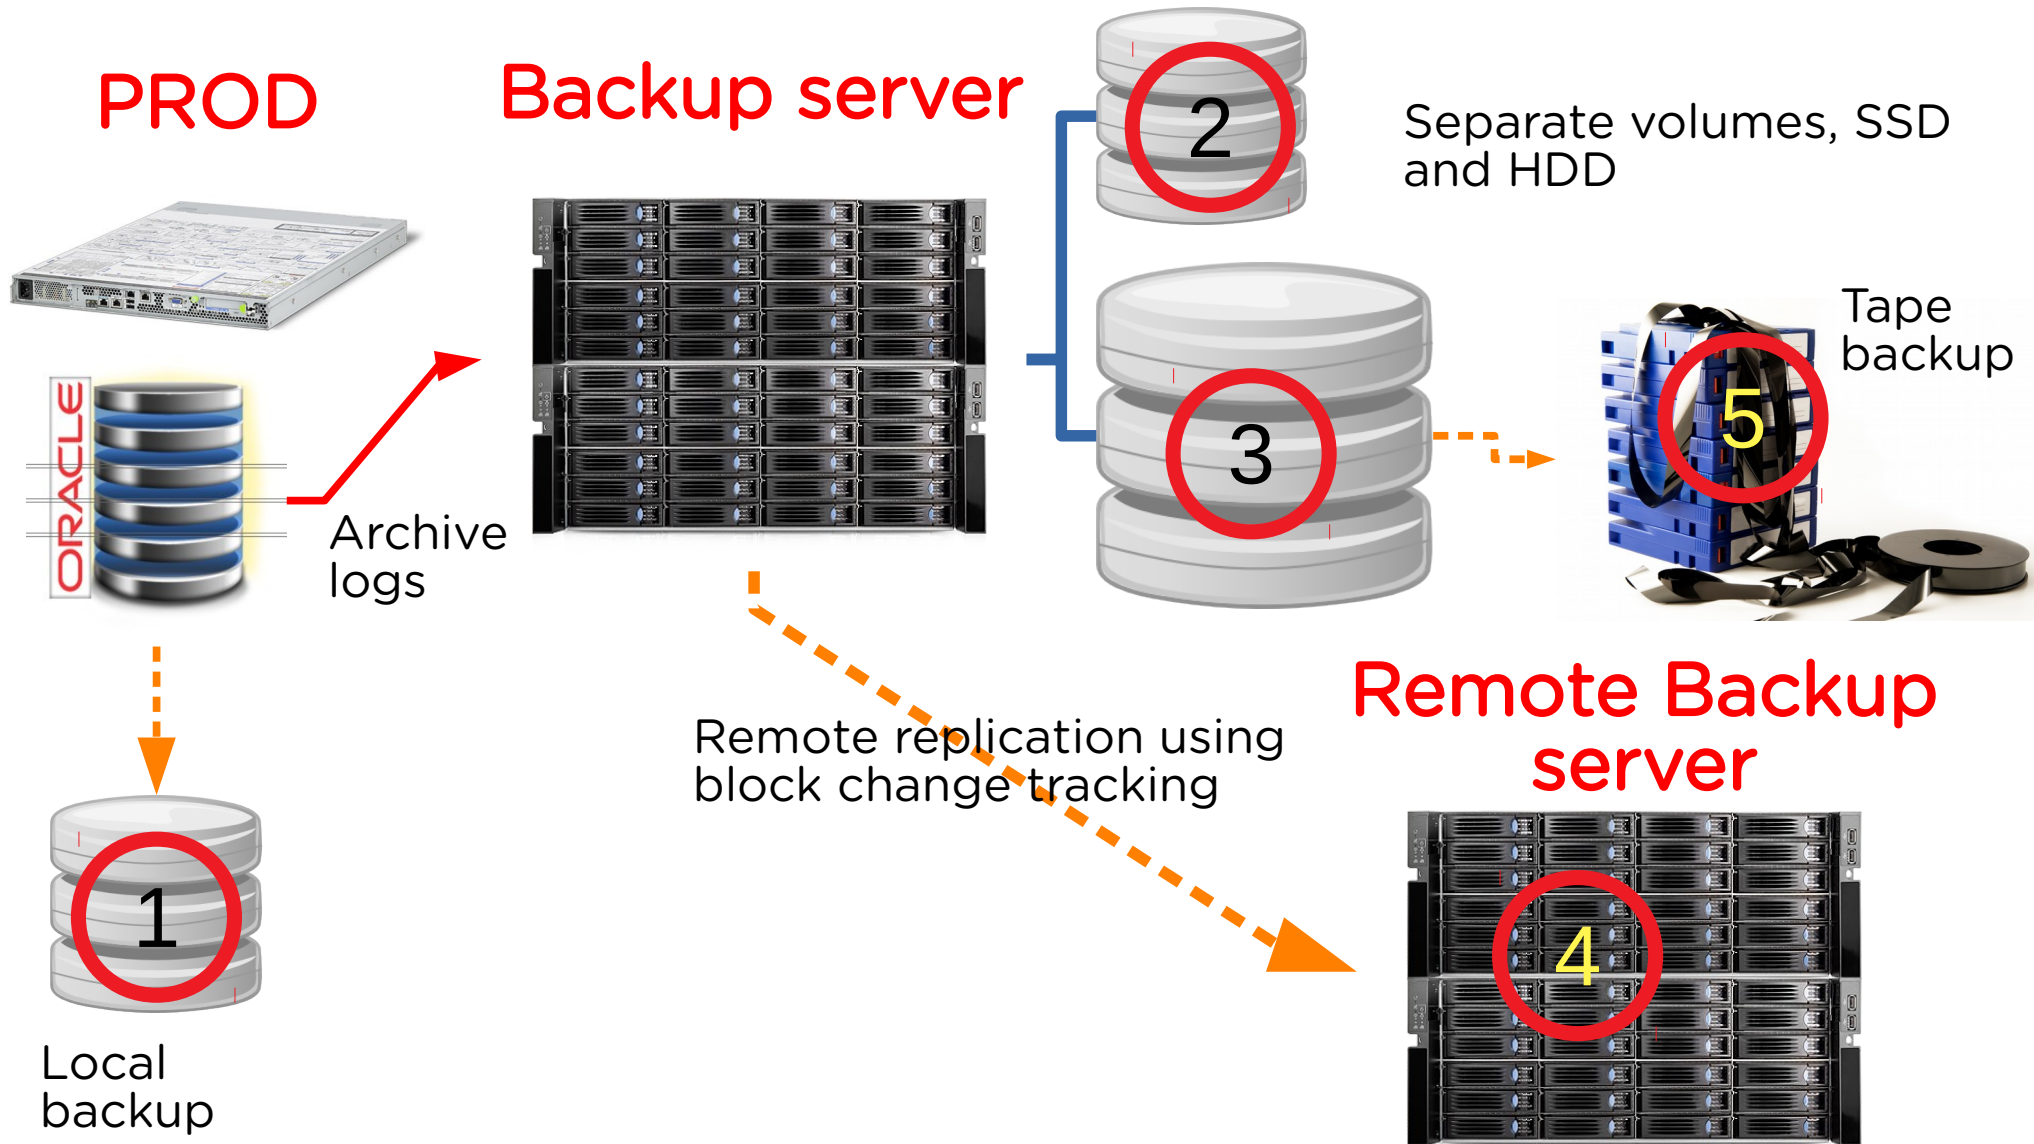 PROD
Backup server
2
Separate volumes, SSD
and HDD
ORACLE
Archive
logs
3
Tape
backup
5
Remote replication using
block change tracking
Remote Backup
server
4
1
Local
backup